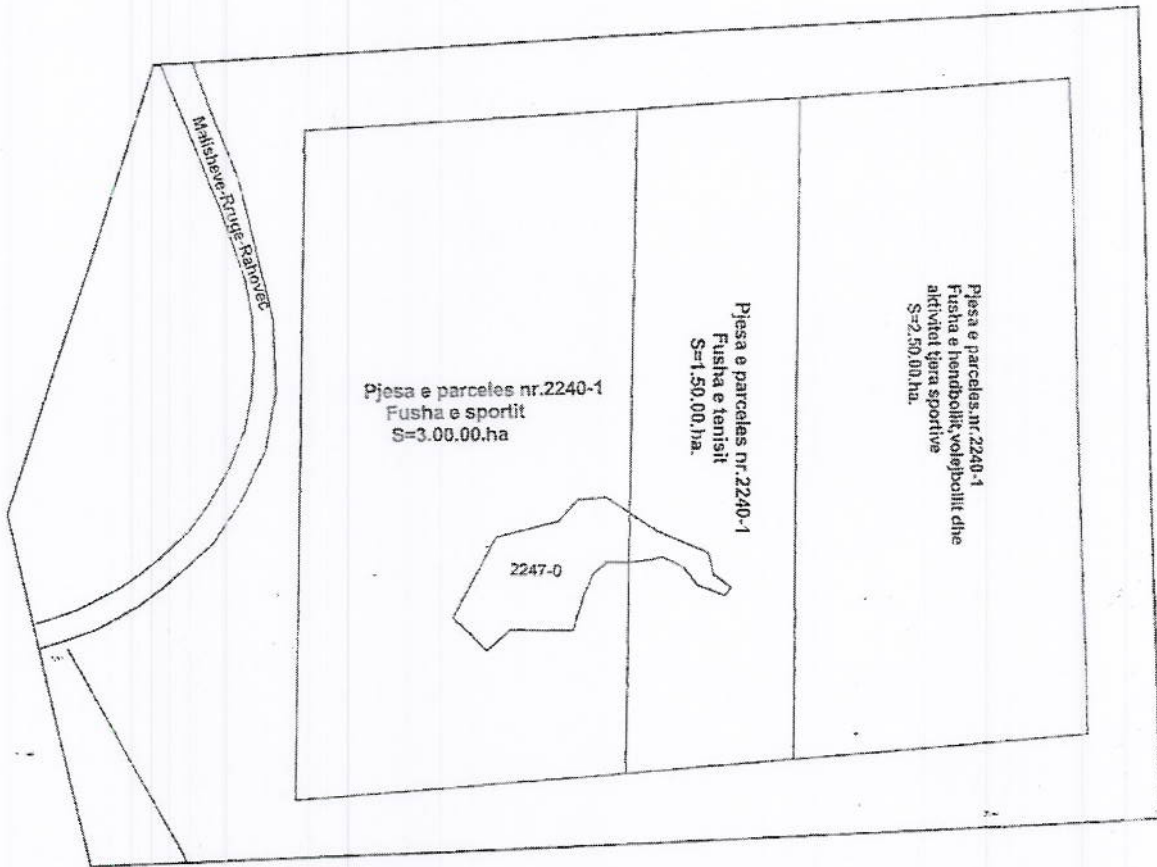 Malisheve-Rruge-Rahovec
Pjesa e parceles nr.2240-1
Fusha e sportit
S=3.00.00.ha
Pjesa e parceles nr.2240-1
Fusha e tenisit
S=1.50.00.ha.
Pjesa e parceles.nr.2240-1
Fusha e hendbollit,volejbollit dhe
aktivitet tjera sportive
S=2.50.00.ha.
2247-0